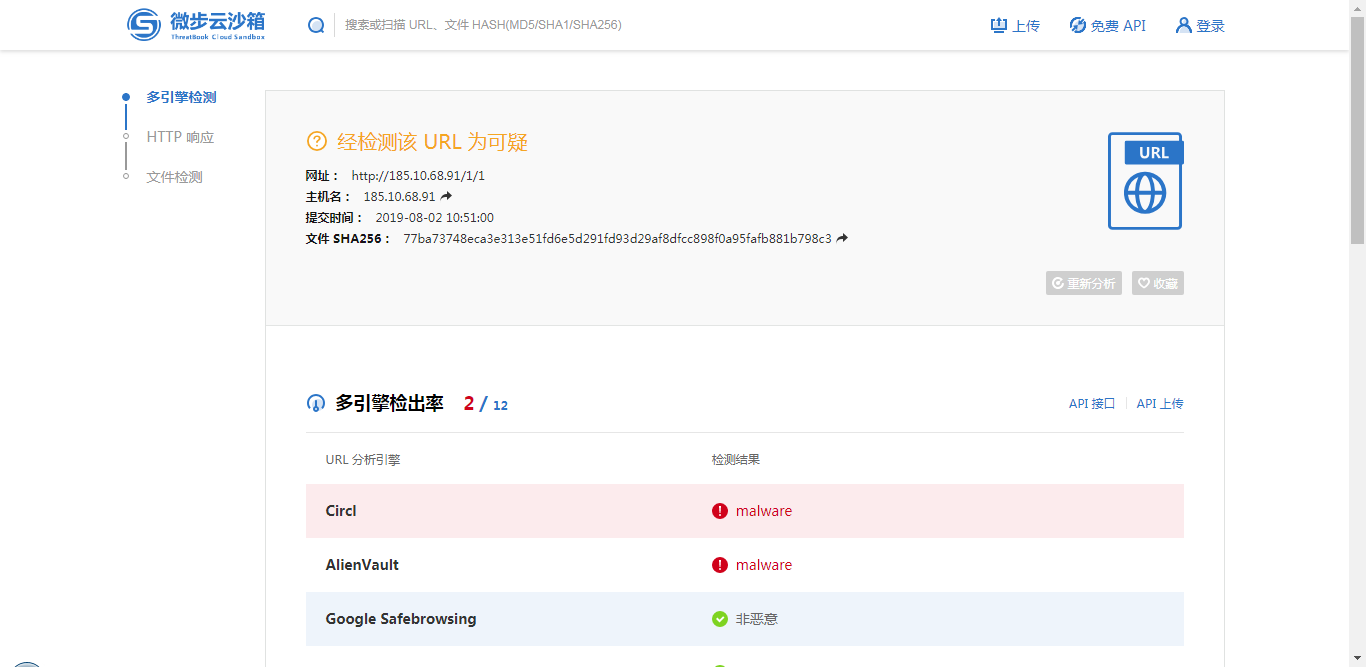 微步云沙箱
ThreatBook Cloud Sandbox
搜索或扫描 URL、文件 HASH(MD5/SHA1/SHA256)
上传
免费 API
登录
多引擎检测
HTTP 响应
文件检测
经检测该 URL 为可疑
网址： http://185.10.68.91/1/1
主机名： 185.10.68.91
提交时间： 2019-08-02 10:51:00
文件 SHA256： 77ba73748eca3e313e51fd6e5d291fd93d29af8dfcc898f0a95fafb881b798c3
URL
重新分析
收藏
多引擎检出率 2 / 12
API 接口
API 上传
URL 分析引擎 检测结果
Circl malware
AlienVault malware
Google Safebrowsing 非恶意